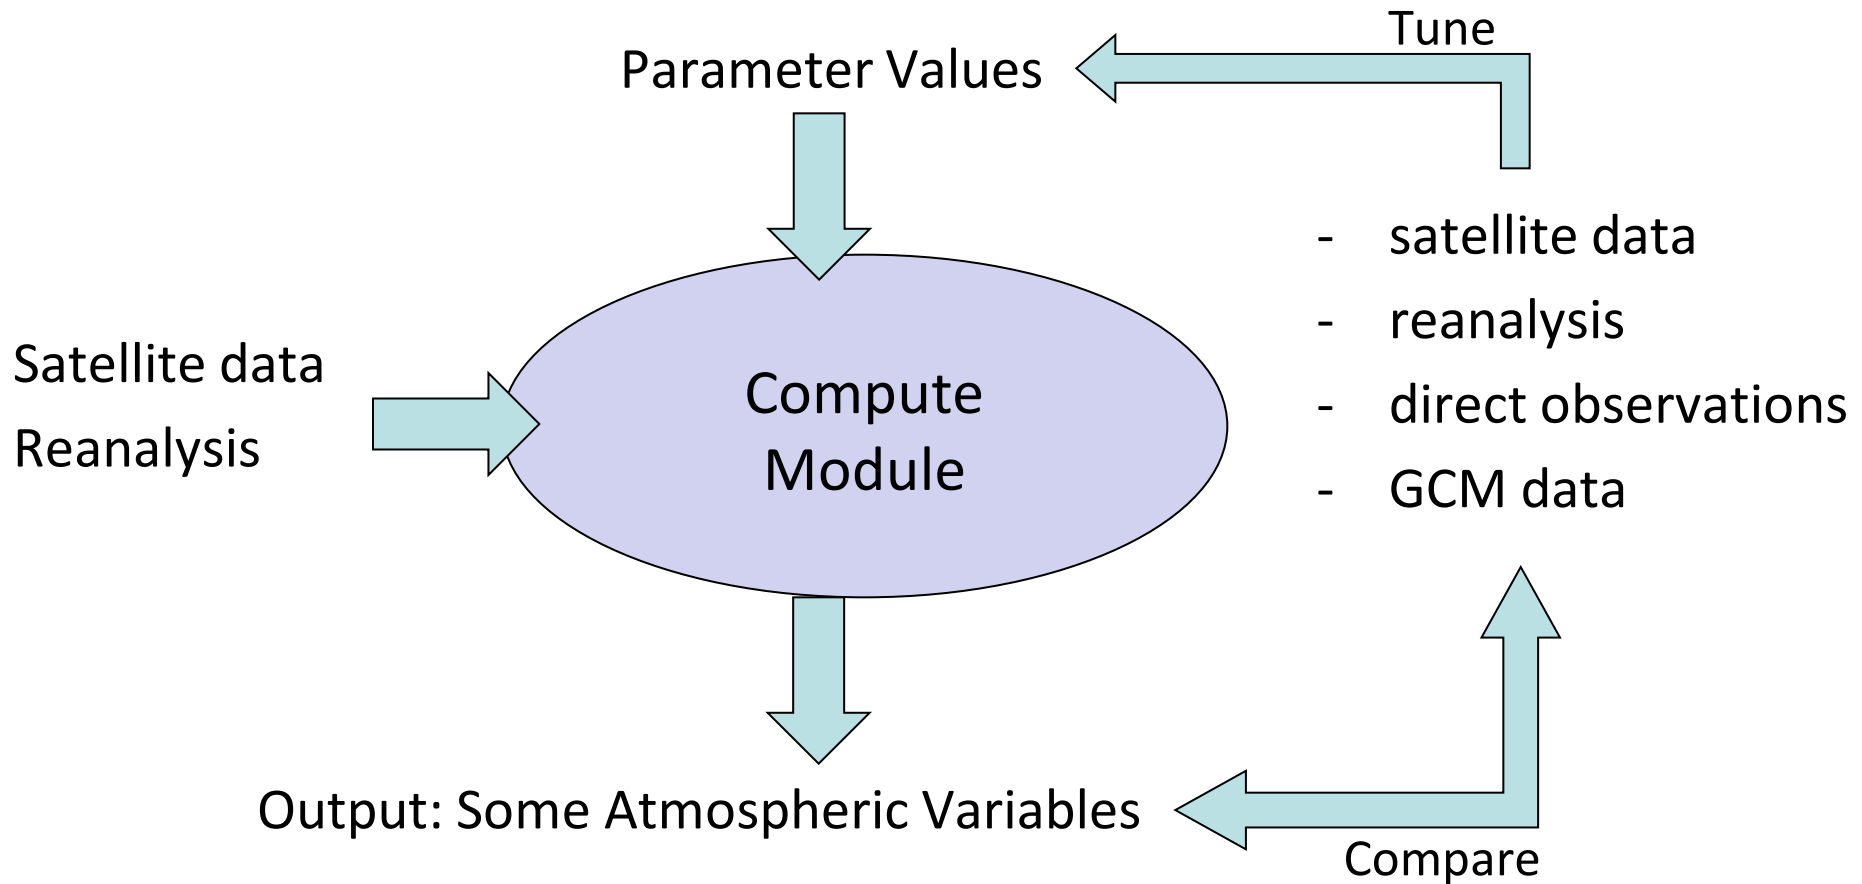 Tune
Parameter Values
- satellite data
- reanalysis
- direct observations
- GCM data
Satellite data
Reanalysis
Compute
Module
Output: Some Atmospheric Variables
Compare